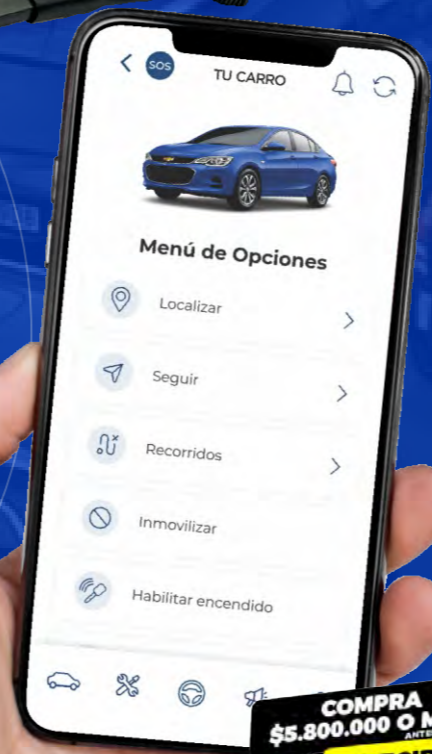 SOS
TU CARRO
Menú de Opciones
Localizar
Seguir
Recorridos
Inmovilizar
Habilitar encendido
COMPRA
$5.800.000 O